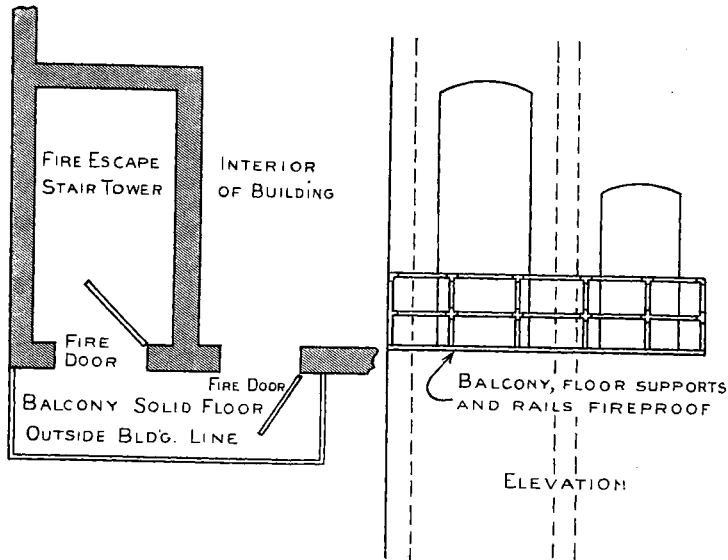 FIRE ESCAPE
STAIR TOWER
INTERIOR
OF BUILDING
FIRE
DOOR
FIRE DOOR
BALCONY SOLID FLOOR
OUTSIDE BLD'G. LINE
BALCONY, FLOOR SUPPORTS
AND RAILS FIREPROOF
ELEVATION